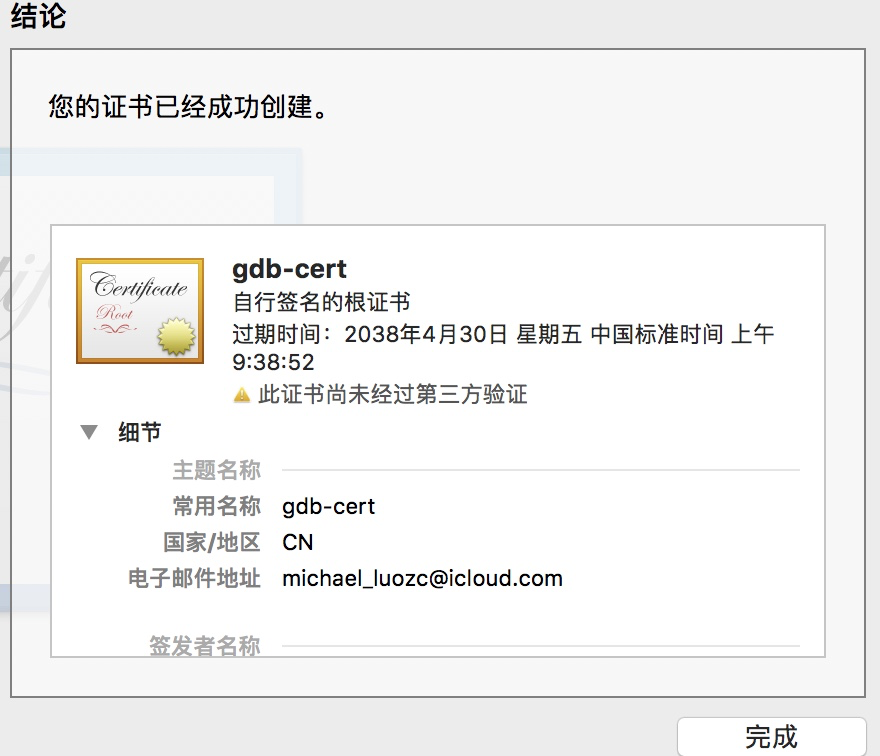 结论
您的证书已经成功创建。
Certificate
Root
gdb-cert
自行签名的根证书
过期时间：2038年4月30日 星期五 中国标准时间 上午
9:38:52
此证书尚未经过第三方验证
细节
主题名称
常用名称 gdb-cert
国家/地区 CN
电子邮件地址 michael_luozc@icloud.com
签发者名称
完成